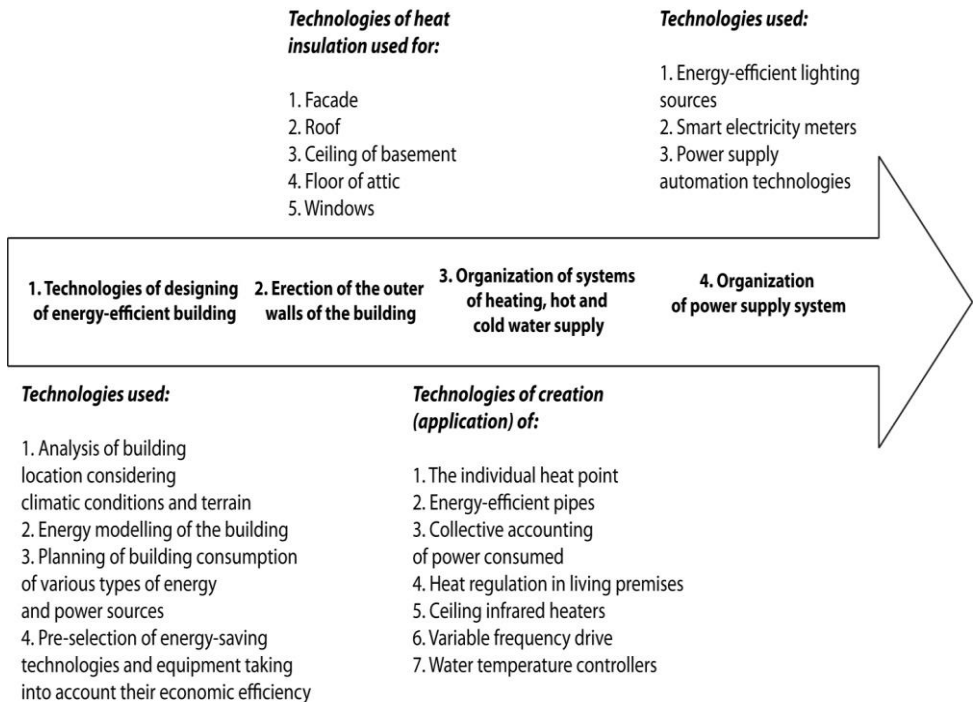 Technologies of heat
insulation used for:
1. Facade
2. Roof
3. Ceiling of basement
4. Floor of attic
5. Windows
Technologies used:
1. Energy-efficient lighting
sources
2. Smart electricity meters
3. Power supply
automation technologies
1. Technologies of designing
of energy-efficient building
2. Erection of the outer
walls of the building
3. Organization of systems
of heating, hot and
cold water supply
4. Organization
of power supply system
Technologies used:
1. Analysis of building
location considering
climatic conditions and terrain
2. Energy modelling of the building
3. Planning of building consumption
of various types of energy
and power sources
4. Pre-selection of energy-saving
technologies and equipment taking
into account their economic efficiency
Technologies of creation
(application) of:
1. The individual heat point
2. Energy-efficient pipes
3. Collective accounting
of power consumed
4. Heat regulation in living premises
5. Ceiling infrared heaters
6. Variable frequency drive
7. Water temperature controllers